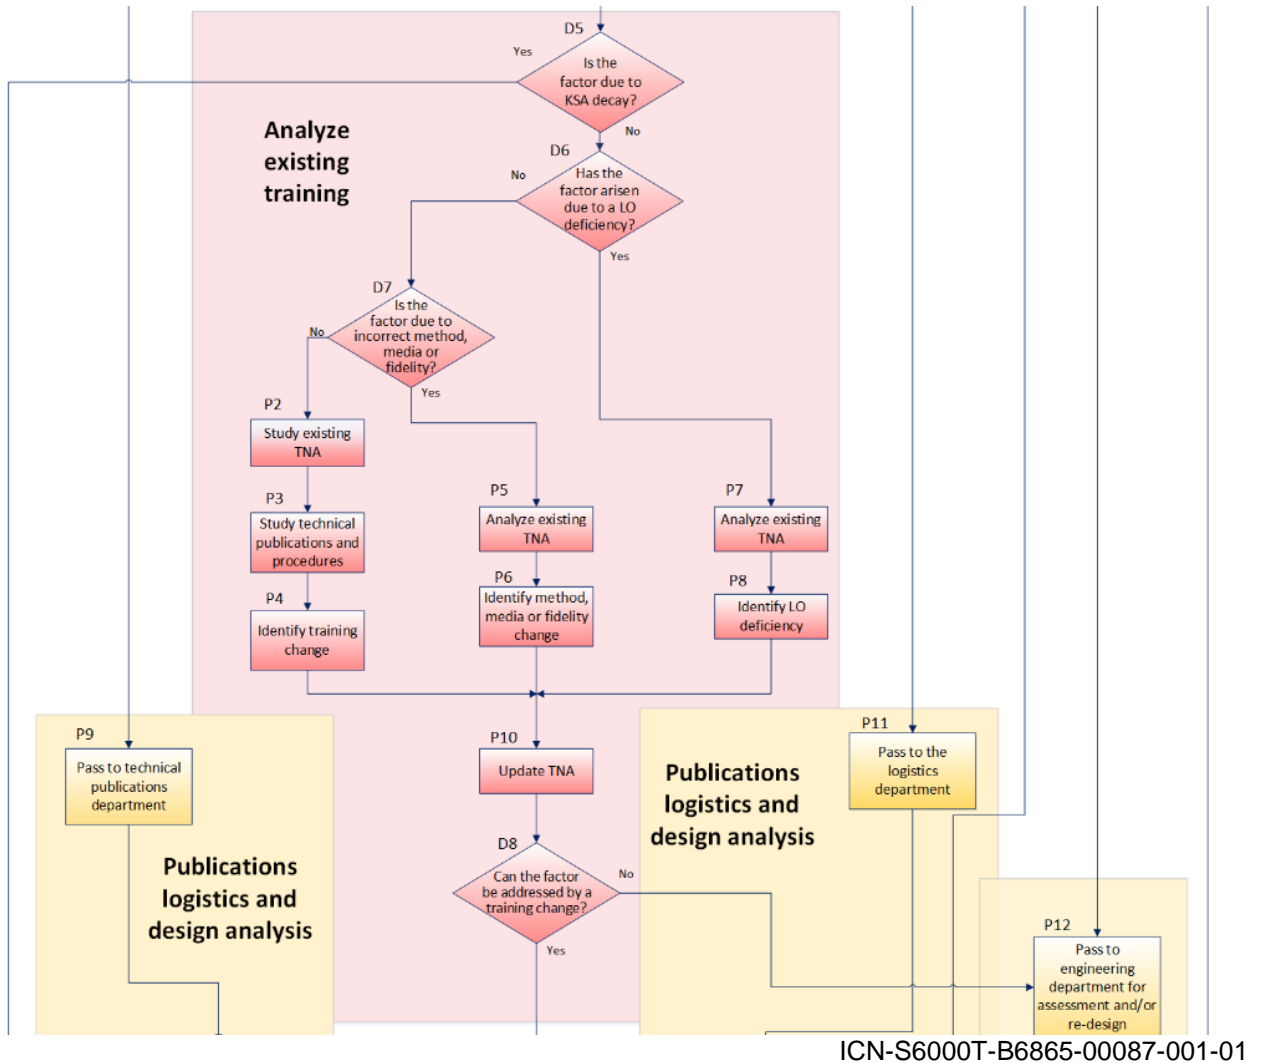 D5
Yes
Is the
factor due to
KSA decay?
No
Analyze
existing
training
D6
No
Has the
factor arisen
due to a LO
deficiency?
Yes
D7
Is the
factor due to
incorrect method,
media or
fidelity?
No
Yes
P2
Study existing
TNA
P3
Study technical
publications and
procedures
P4
Identify training
change
P5
Analyze existing
TNA
P6
Identify method,
media or fidelity
change
P7
Analyze existing
TNA
P8
Identify LO
deficiency
P9
Pass to technical
publications
department
Publications
logistics and
design analysis
P10
Update TNA
D8
Can the factor
be addressed by a
training change?
No
Yes
Publications
logistics and
design analysis
P11
Pass to the
logistics
department
P12
Pass to
engineering
department for
assessment and/or
re-design
ICN-S6000T-B6865-00087-001-01